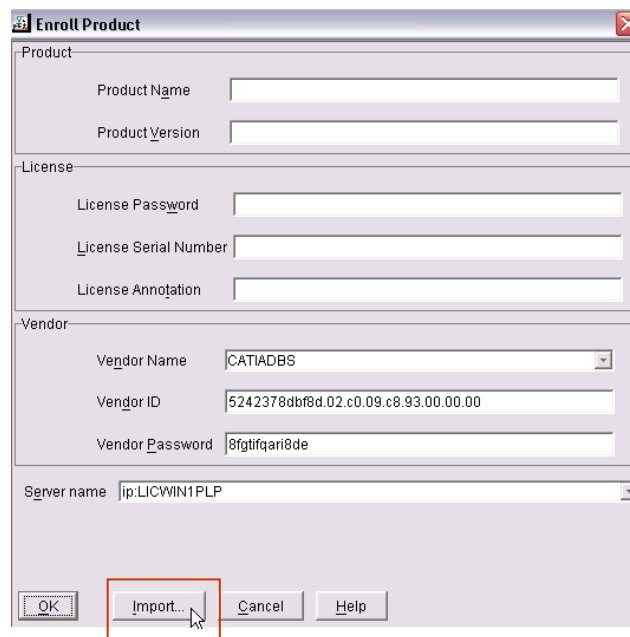 Enroll Product
Product
Product Name
Product Version
License
License Password
License Serial Number
License Annotation
Vendor
Vendor Name CATIADBS
Vendor ID 5242378dbf8d.02.c0.09.c8.93.00.00.00
Vendor Password 8fgtifqari8de
Server name ip:LICWIN1PLP
OK Import... Cancel Help